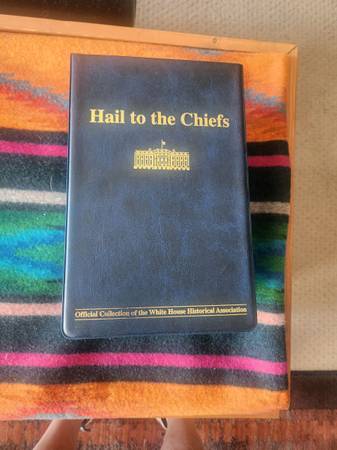 Hail to the Chiefs
Official Collection of the White House Historical Association